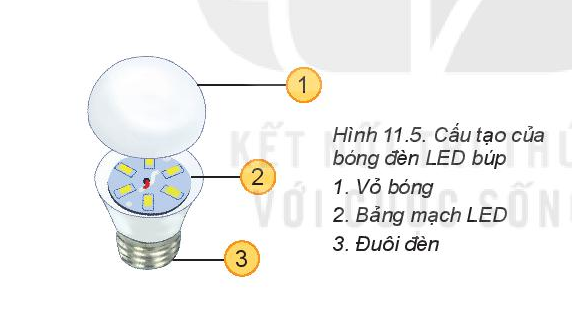 1
2
3
Hình 11.5. Cấu tạo của
bóng đèn LED búp
1. Vỏ bóng
2. Bảng mạch LED
3. Đuôi đèn